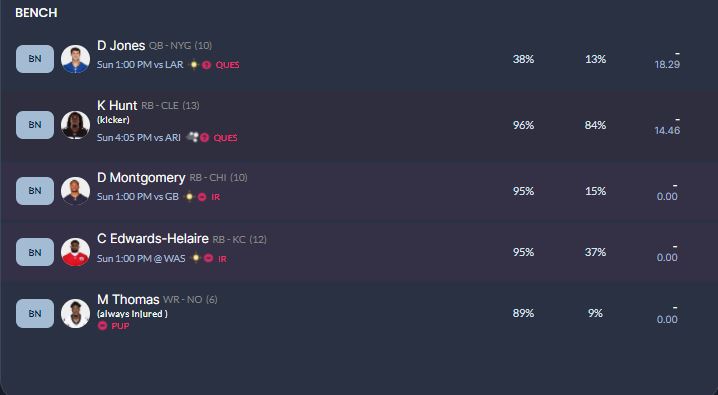 BENCH
BN
D Jones QB - NYG (10)
Sun 1:00 PM vs LAR ? QUES
38%
13%
-
18.29
BN
K Hunt RB - CLE (13)
(kicker)
Sun 4:05 PM vs ARI ? QUES
96%
84%
-
14.46
BN
D Montgomery RB - CHI (10)
Sun 1:00 PM vs GB IR
95%
15%
-
0.00
BN
C Edwards-Helaire RB - KC (12)
Sun 1:00 PM @ WAS IR
95%
37%
-
0.00
BN
M Thomas WR - NO (6)
(always injured )
PUP
89%
9%
-
0.00